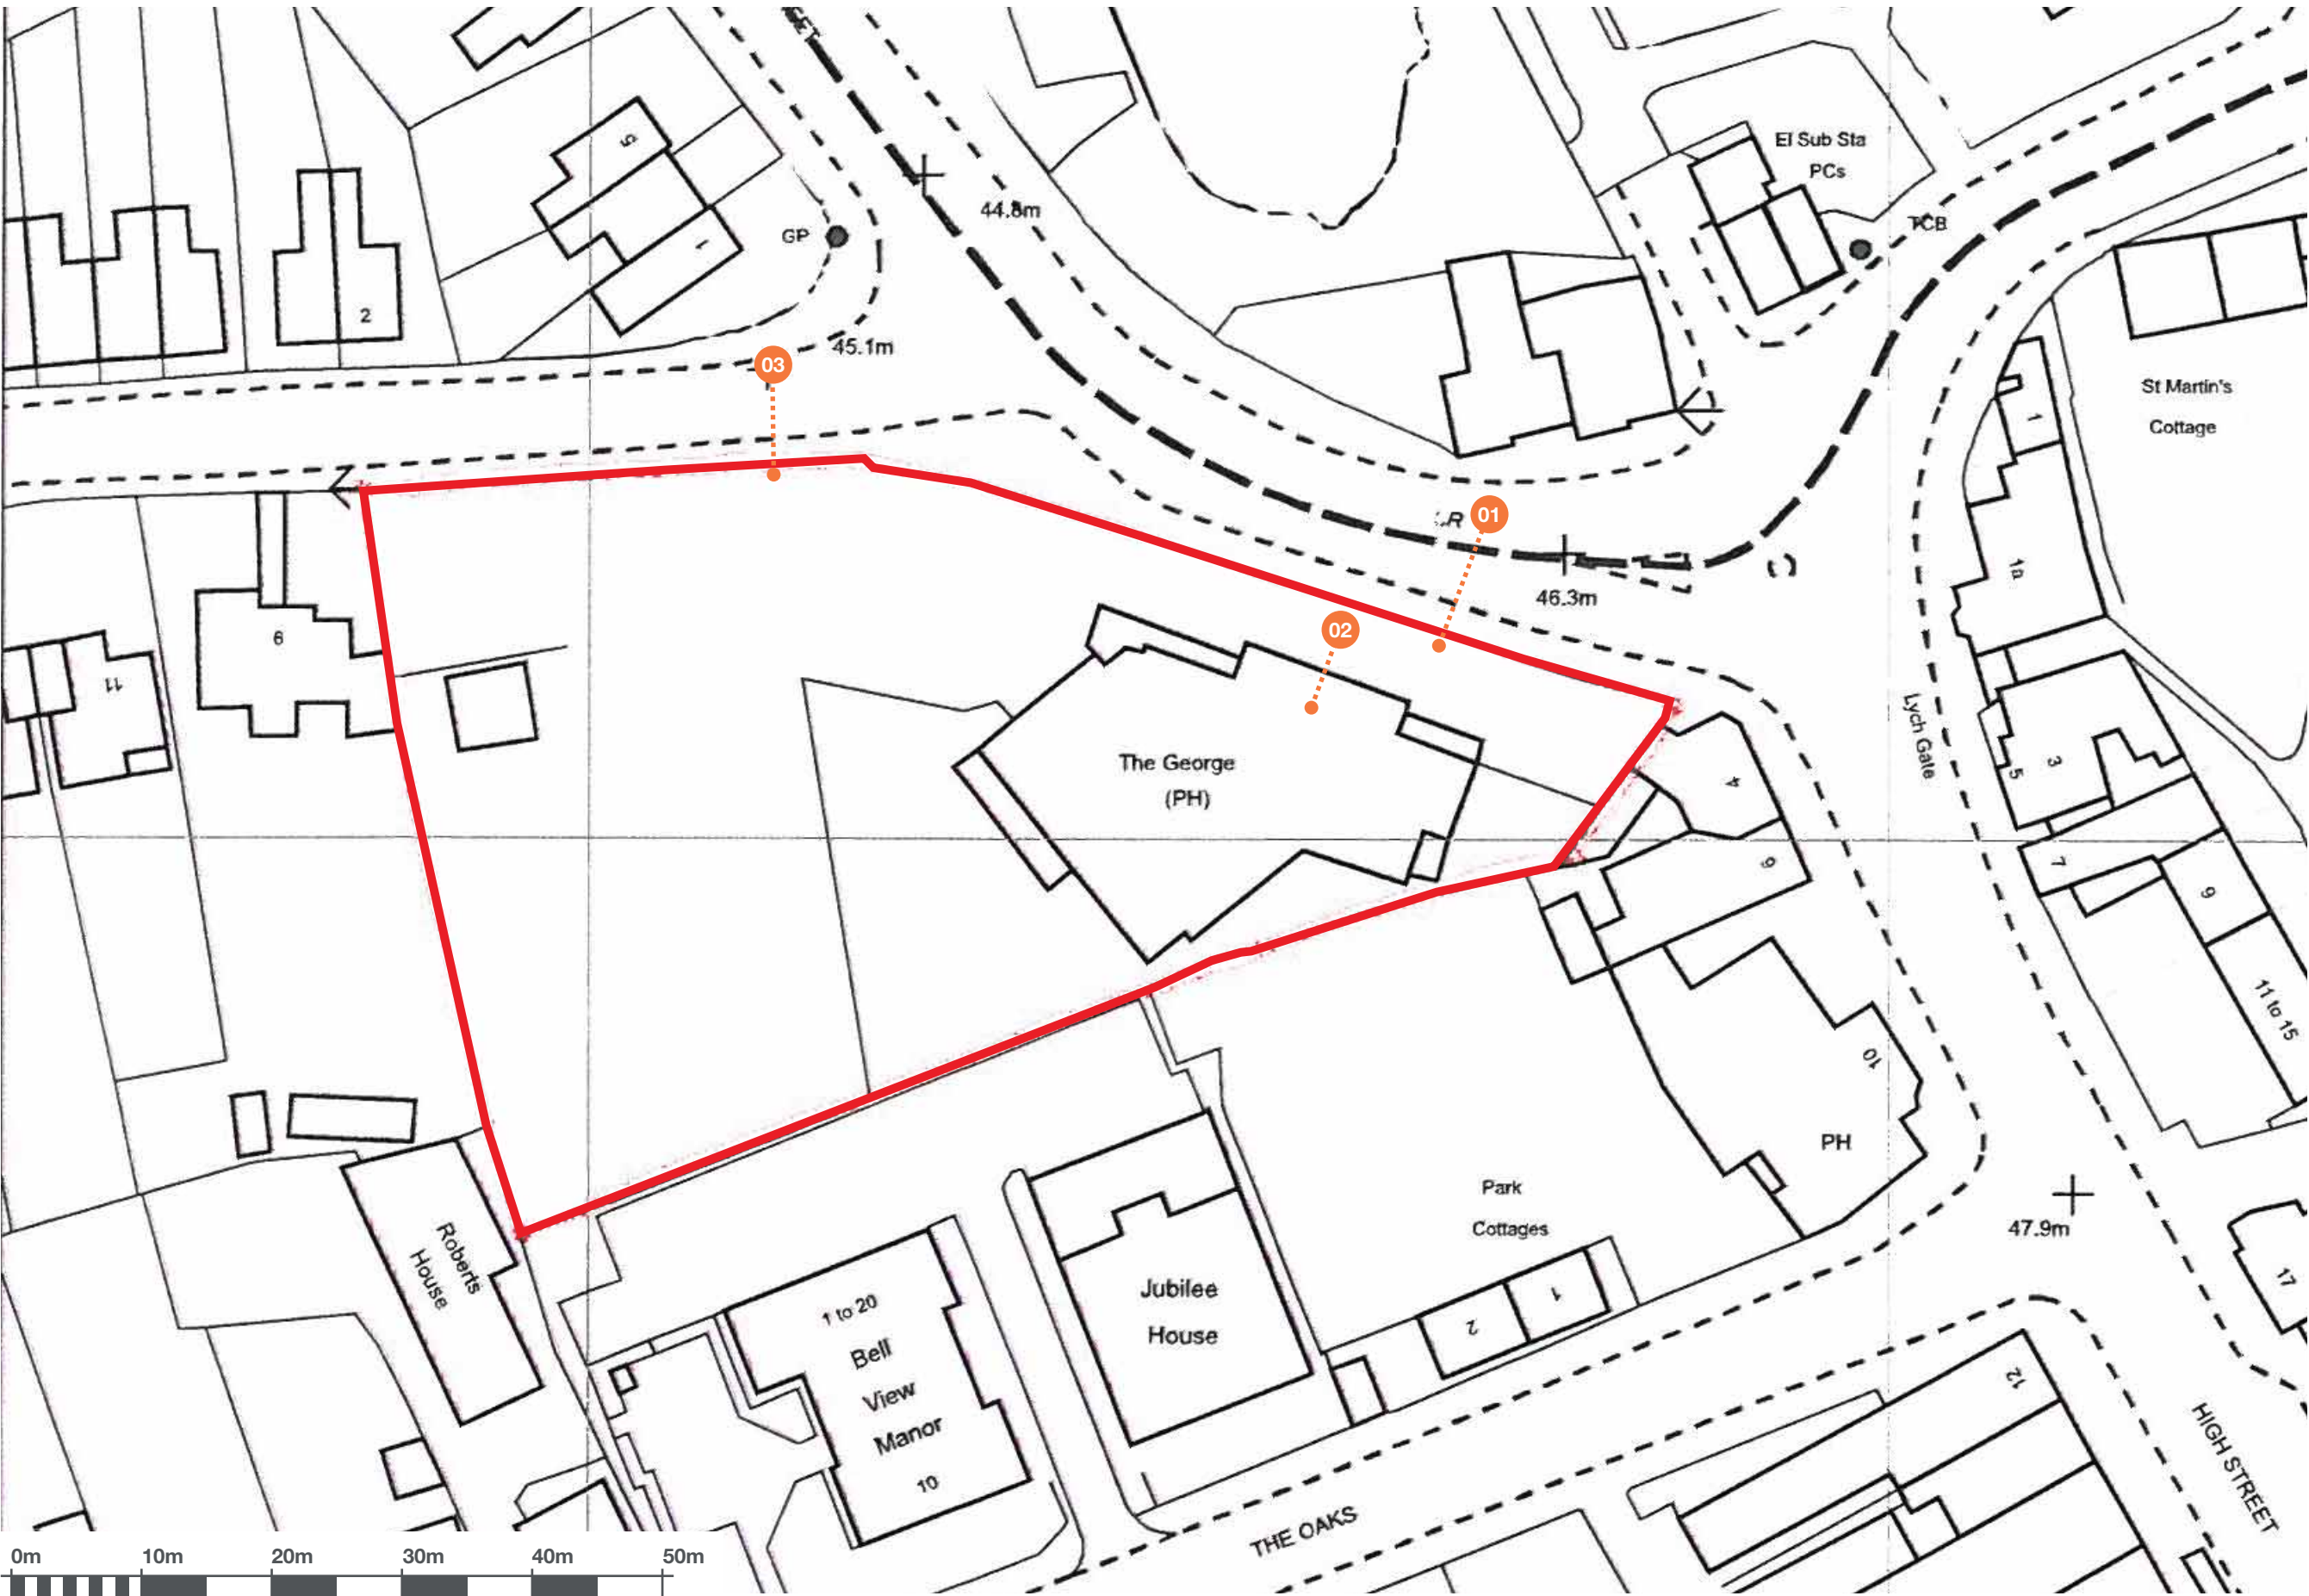 5
1
GP
2
44.8m
45.1m
03
El Sub Sta
PCs
TCB
St Martin's
Cottage
1
1a
LR
01
46.3m
02
Lych Gate
6
11
The George
(PH)
4
6
3
5
7
9
11 to 15
10
PH
47.9m
17
Roberts
House
1 to 20
Bell
View
Manor
10
Jubilee
House
Park
Cottages
2
1
12
HIGH STREET
THE OAKS
0m 10m 20m 30m 40m 50m